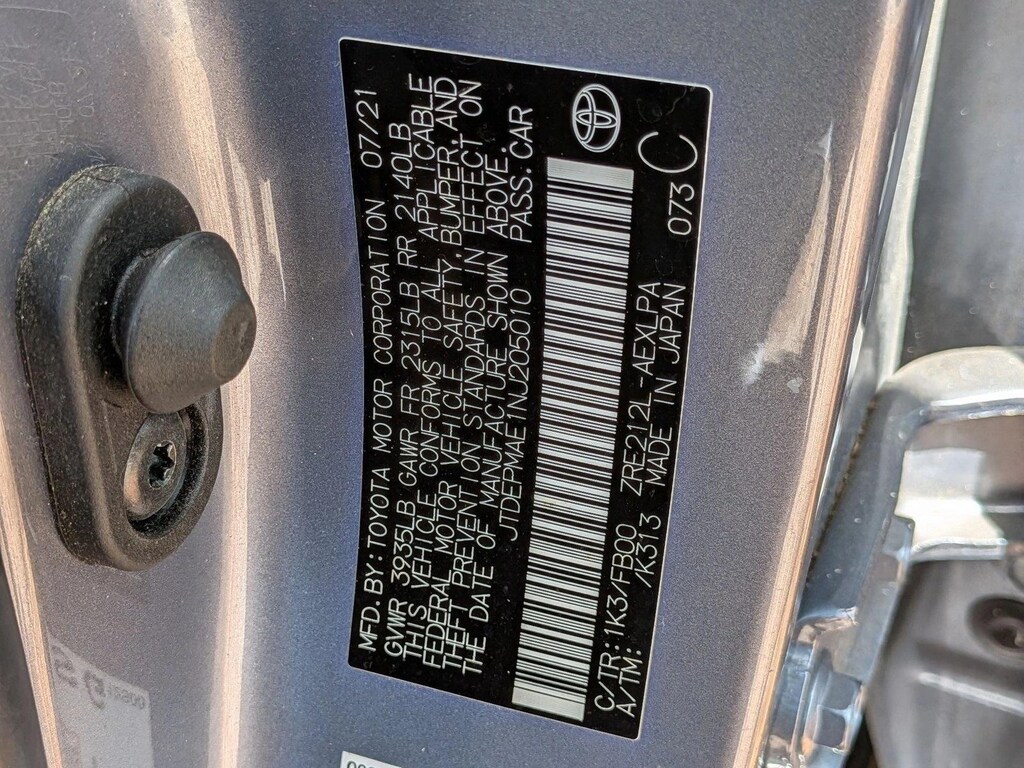 MFD.BY:TOYOTA MOTOR CORPORATION 07/21
GVWR 3935LB GAWR FR 2315LB RR 2140LB
THIS VEHICLE CONFORMS TO ALL APPLICABLE
FEDERAL MOTOR VEHICLE SAFETY.BUMPER,AND
THEFT PREVENTION STANDARDS IN EFFECT ON
THE DATE OF MANUFACTURE SHOWN ABOVE.
JTDEPMAE1NJ205010 PASS.CAR
C/TR:1K3/FB00 ZRE212L-AEXLPA 073 C
A/TM: /K313 MADE IN JAPAN